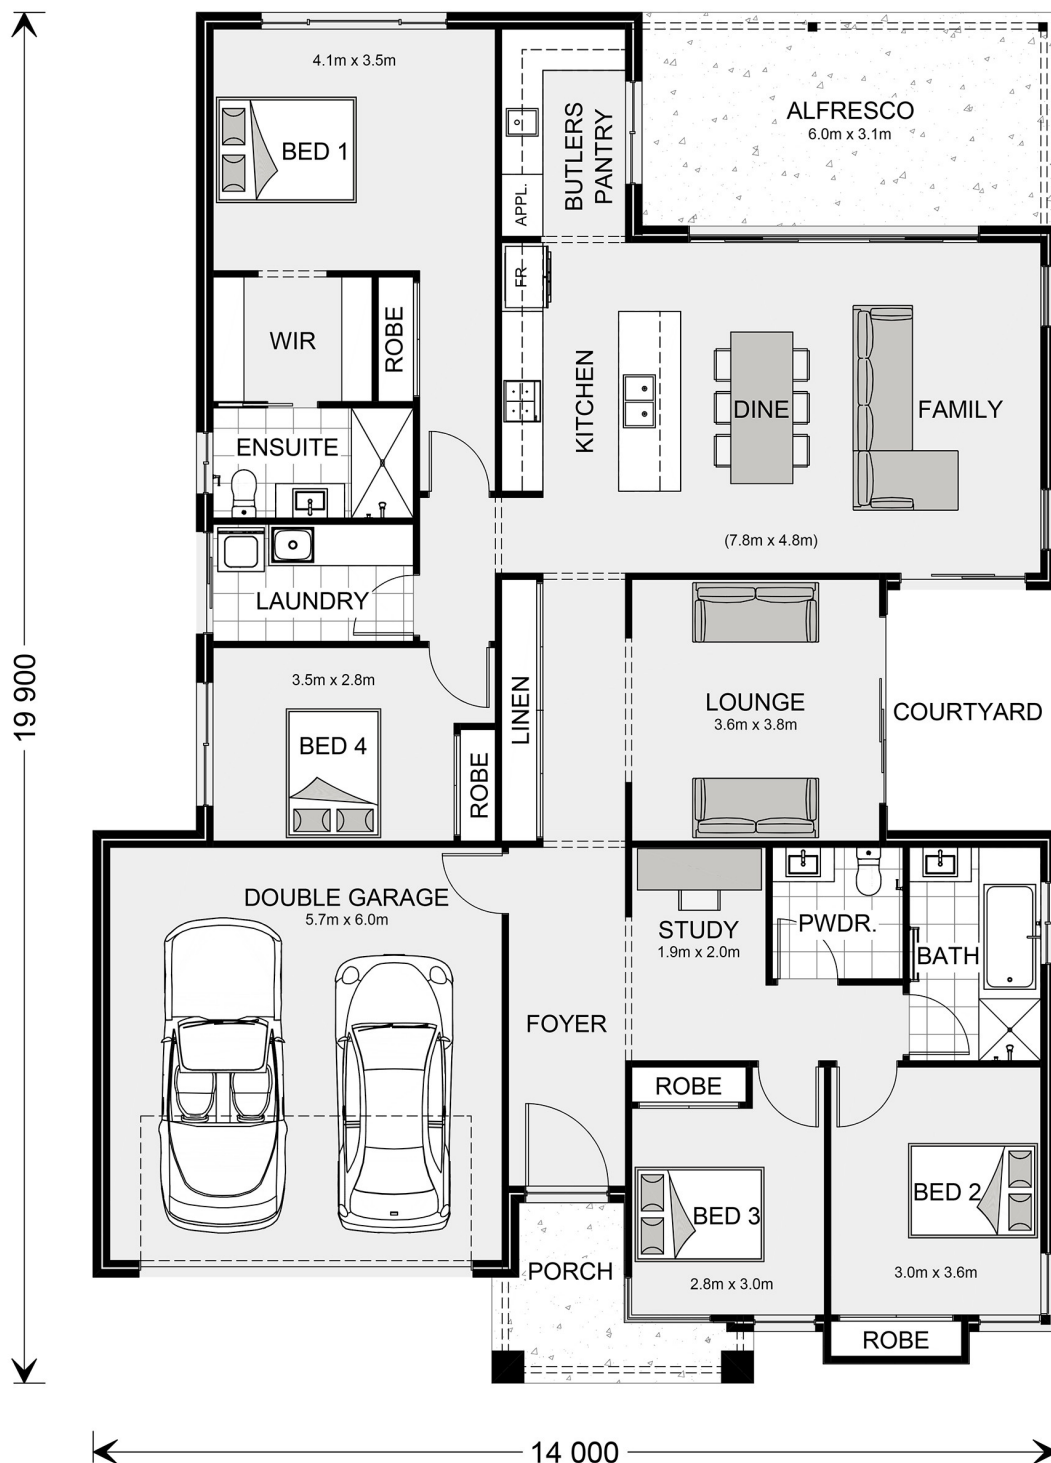 4.1m x 3.5m
BED 1
BUTLERS
PANTRY
APPL.
ALFRESCO
6.0m x 3.1m
FR
WIR
ROBE
KITCHEN
DINE
FAMILY
ENSUITE
(7.8m x 4.8m)
LAUNDRY
3.5m x 2.8m
BED 4
ROBE
LINEN
LOUNGE
3.6m x 3.8m
COURTYARD
19 900
DOUBLE GARAGE
5.7m x 6.0m
STUDY
1.9m x 2.0m
PWDR.
BATH
FOYER
ROBE
BED 3
2.8m x 3.0m
BED 2
3.0m x 3.6m
PORCH
ROBE
14 000